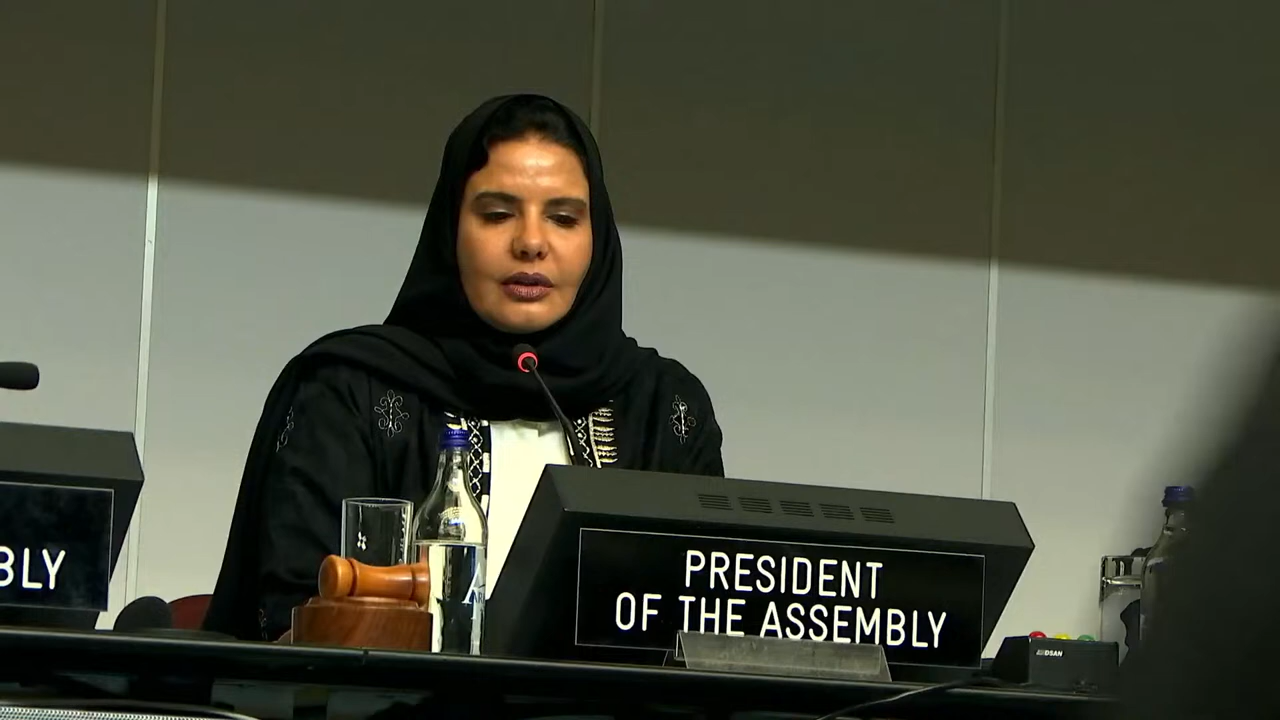 BLY
PRESIDENT
OF THE ASSEMBLY
DSAN